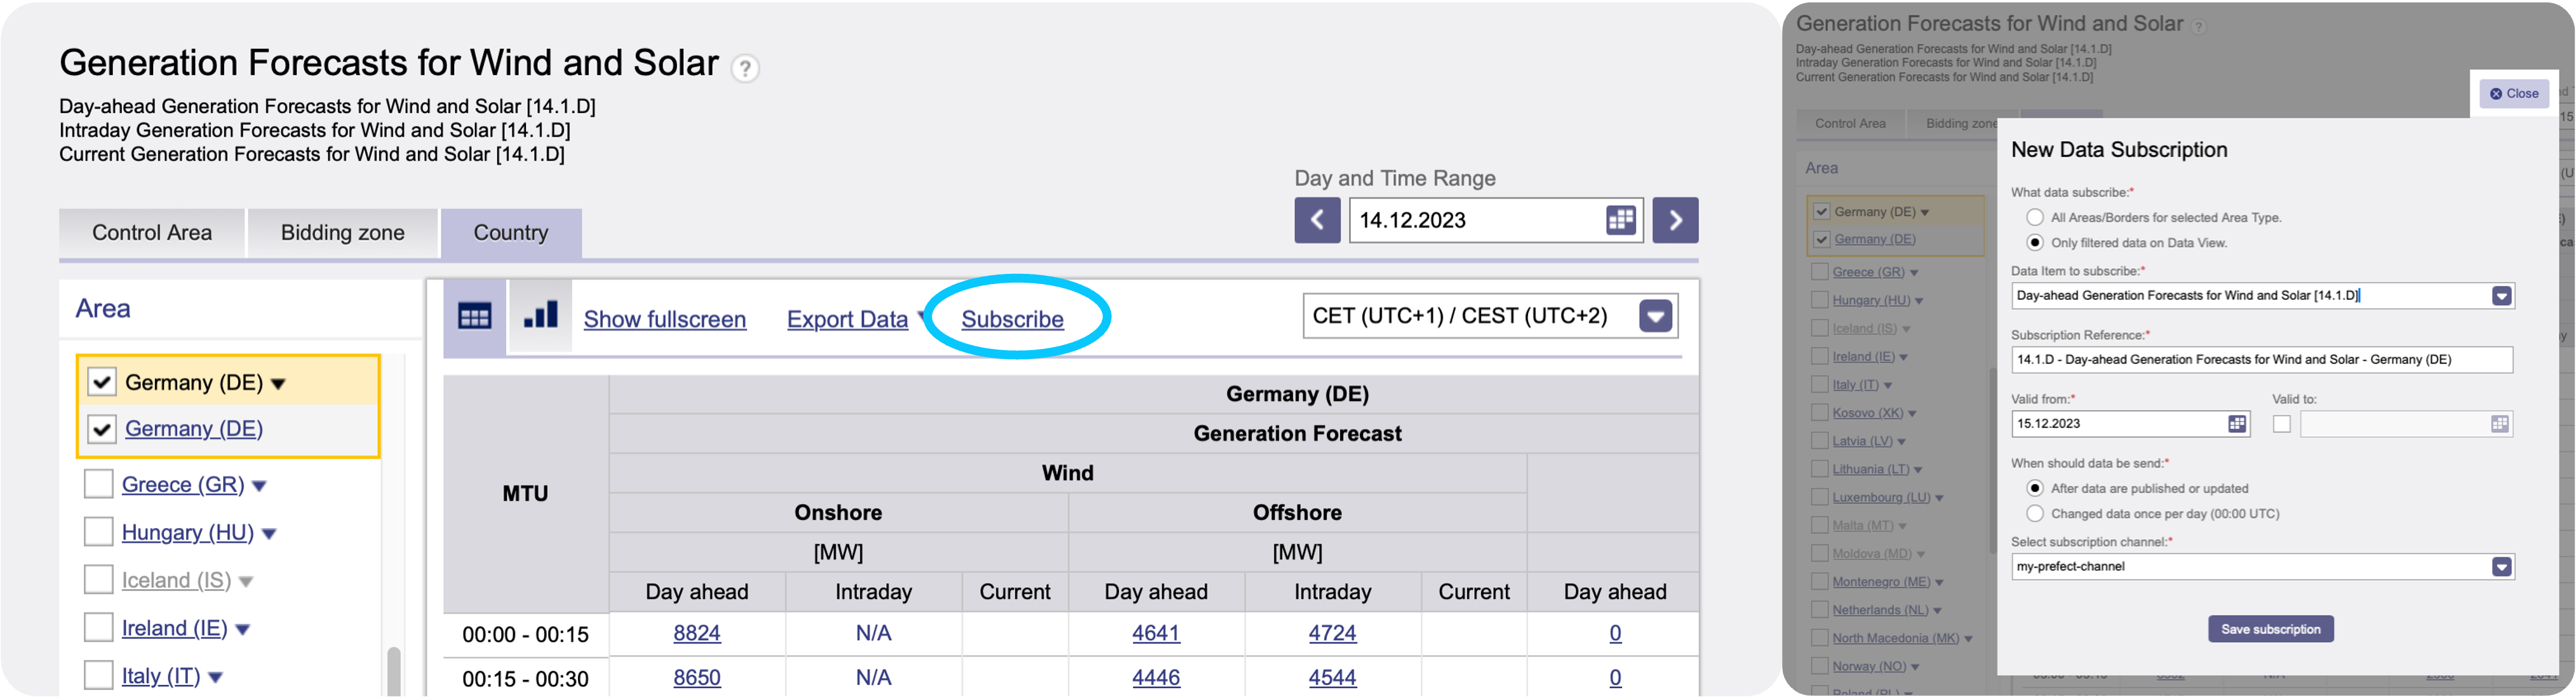 Generation Forecasts for Wind and Solar ?
Day-ahead Generation Forecasts for Wind and Solar [14.1.D]
Intraday Generation Forecasts for Wind and Solar [14.1.D]
Current Generation Forecasts for Wind and Solar [14.1.D]
Day and Time Range
14.12.2023
Control Area Bidding zone Country
Area
Germany (DE)
Germany (DE)
Greece (GR)
Hungary (HU)
Iceland (IS)
Ireland (IE)
Italy (IT)
Show fullscreen Export Data Subscribe CET (UTC+1) / CEST (UTC+2)
MTU
Germany (DE)
Generation Forecast
Wind
Onshore Offshore
[MW] [MW]
Day ahead Intraday Current Day ahead Intraday Current Day ahead
00:00 - 00:15 8824 N/A 4641 4724 0
00:15 - 00:30 8650 N/A 4446 4544 0
Generation Forecasts for Wind and Solar ?
Day-ahead Generation Forecasts for Wind and Solar [14.1.D]
Intraday Generation Forecasts for Wind and Solar [14.1.D]
Current Generation Forecasts for Wind and Solar [14.1.D]
Control Area Bidding zone
Area
Germany (DE)
Germany (DE)
Greece (GR)
Hungary (HU)
Iceland (IS)
Ireland (IE)
Italy (IT)
Kosovo (XK)
Latvia (LV)
Lithuania (LT)
Luxembourg (LU)
Malta (MT)
Moldova (MD)
Montenegro (ME)
Netherlands (NL)
North Macedonia (MK)
Norway (NO)
Close
New Data Subscription
What data subscribe:*
All Areas/Borders for selected Area Type.
Only filtered data on Data View.
Data Item to subscribe:*
Day-ahead Generation Forecasts for Wind and Solar [14.1.D]
Subscription Reference:*
14.1.D - Day-ahead Generation Forecasts for Wind and Solar - Germany (DE)
Valid from:* Valid to:
15.12.2023
When should data be send:*
After data are published or updated
Changed data once per day (00:00 UTC)
Select subscription channel:*
my-prefect-channel
Save subscription